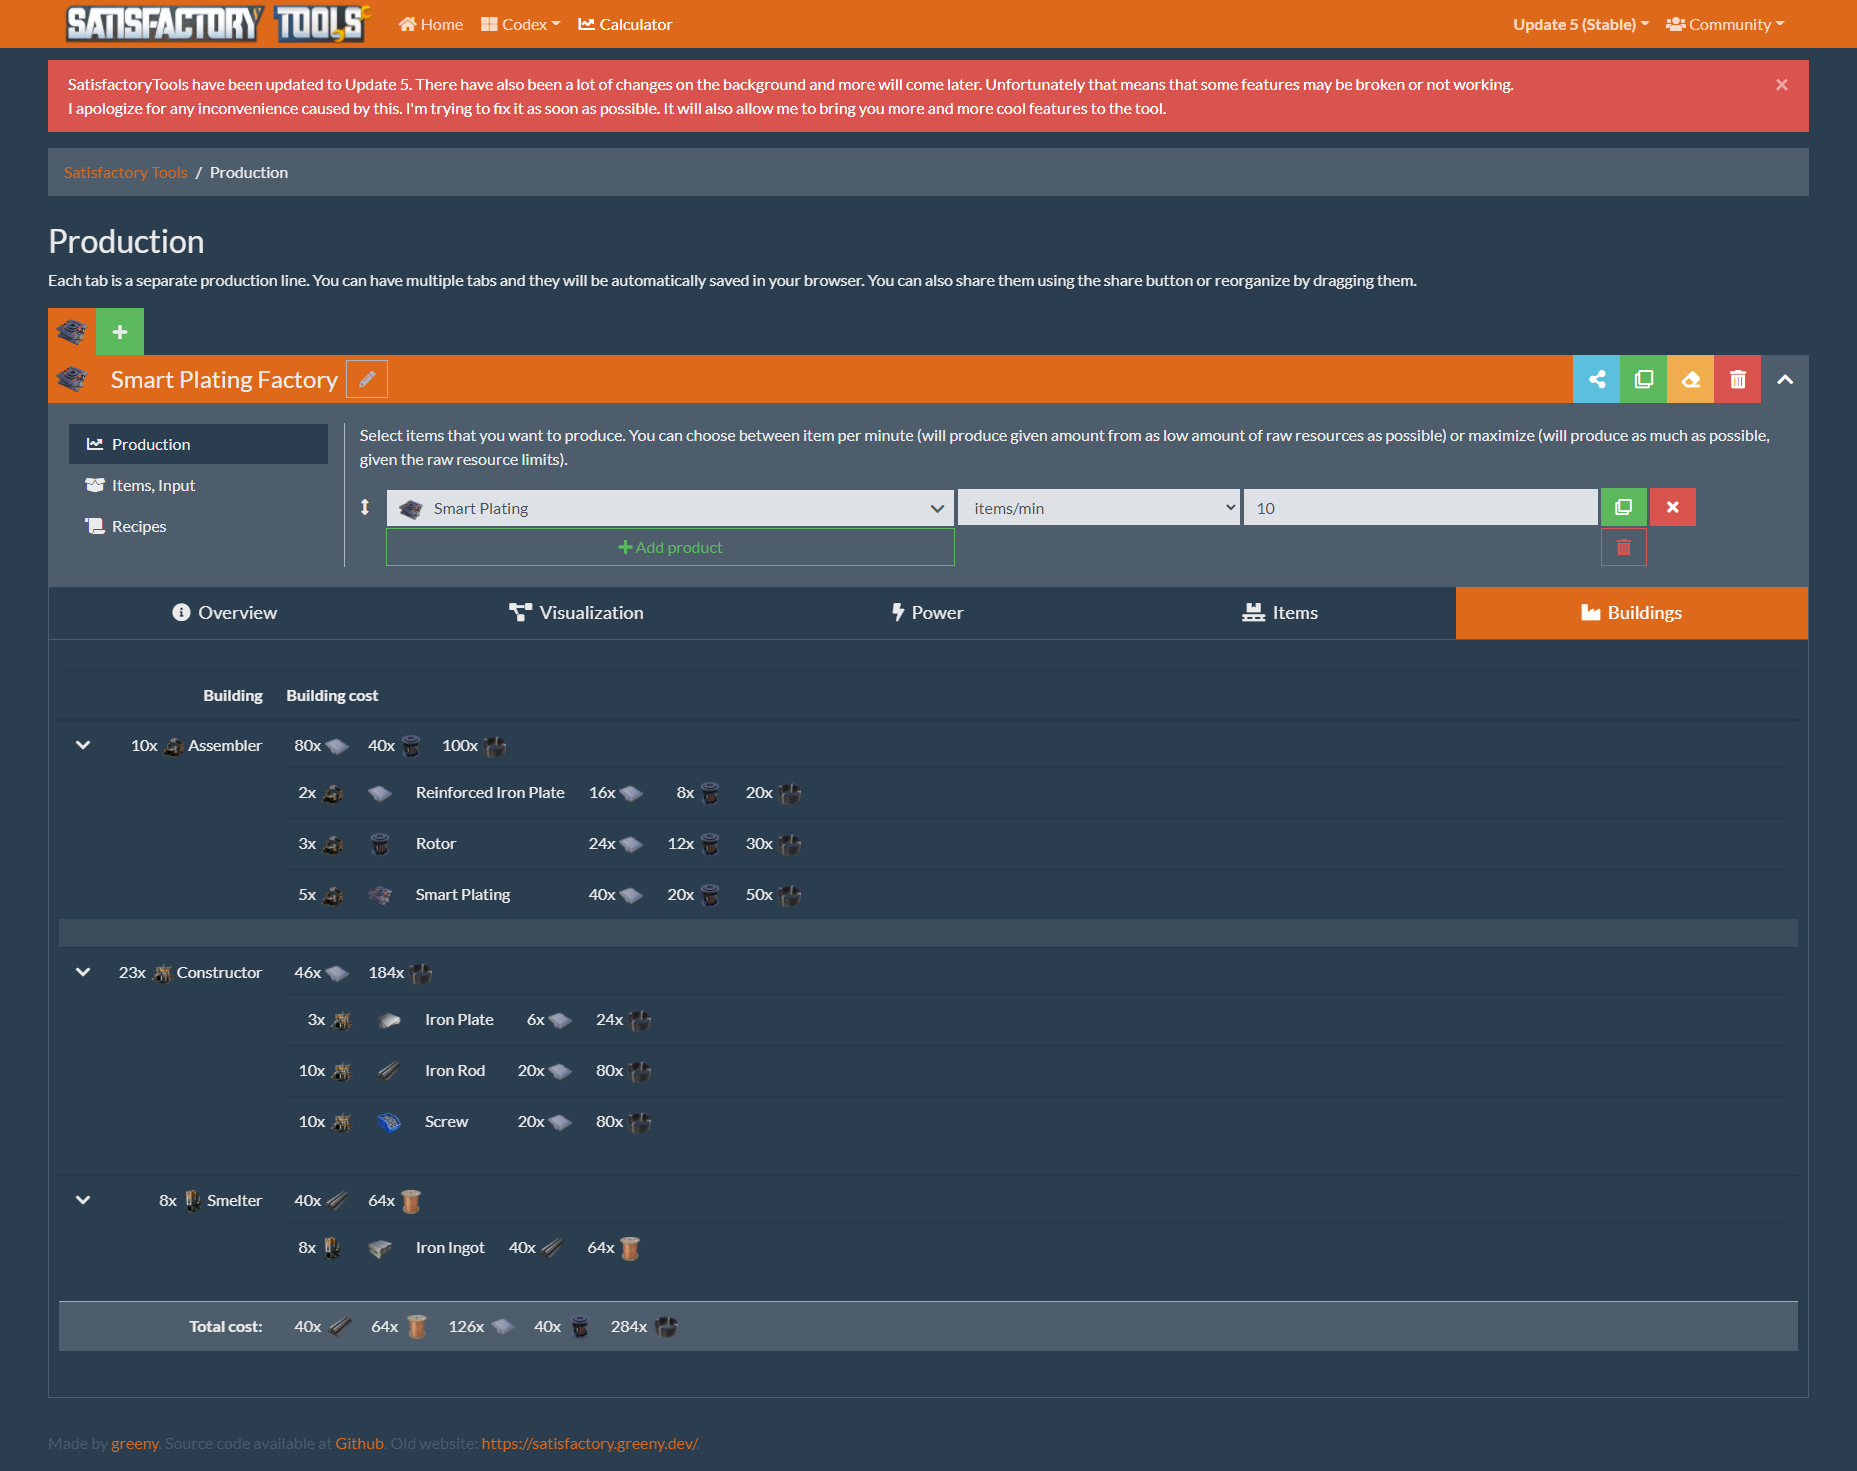 SATISFACTORY TOOLS Home Codex Calculator Update 5 (Stable) Community
SatisfactoryTools have been updated to Update 5. There have also been a lot of changes on the background and more will come later. Unfortunately that means that some features may be broken or not working.
I apologize for any inconvenience caused by this. I'm trying to fix it as soon as possible. It will also allow me to bring you more and more cool features to the tool.
Satisfactory Tools / Production
Production
Each tab is a separate production line. You can have multiple tabs and they will be automatically saved in your browser. You can also share them using the share button or reorganize by dragging them.
Smart Plating Factory
Production
Items, Input
Recipes
Select items that you want to produce. You can choose between item per minute (will produce given amount from as low amount of raw resources as possible) or maximize (will produce as much as possible,
given the raw resource limits).
Smart Plating items/min 10
Add product
Overview Visualization Power Items Buildings
Building Building cost
10x Assembler 80x 40x 100x
2x Reinforced Iron Plate 16x 8x 20x
3x Rotor 24x 12x 30x
5x Smart Plating 40x 20x 50x
23x Constructor 46x 184x
3x Iron Plate 6x 24x
10x Iron Rod 20x 80x
10x Screw 20x 80x
8x Smelter 40x 64x
8x Iron Ingot 40x 64x
Total cost: 40x 64x 126x 40x 284x
Made by greeny. Source code available at Github. Old website: https://satisfactory.greeny.dev/